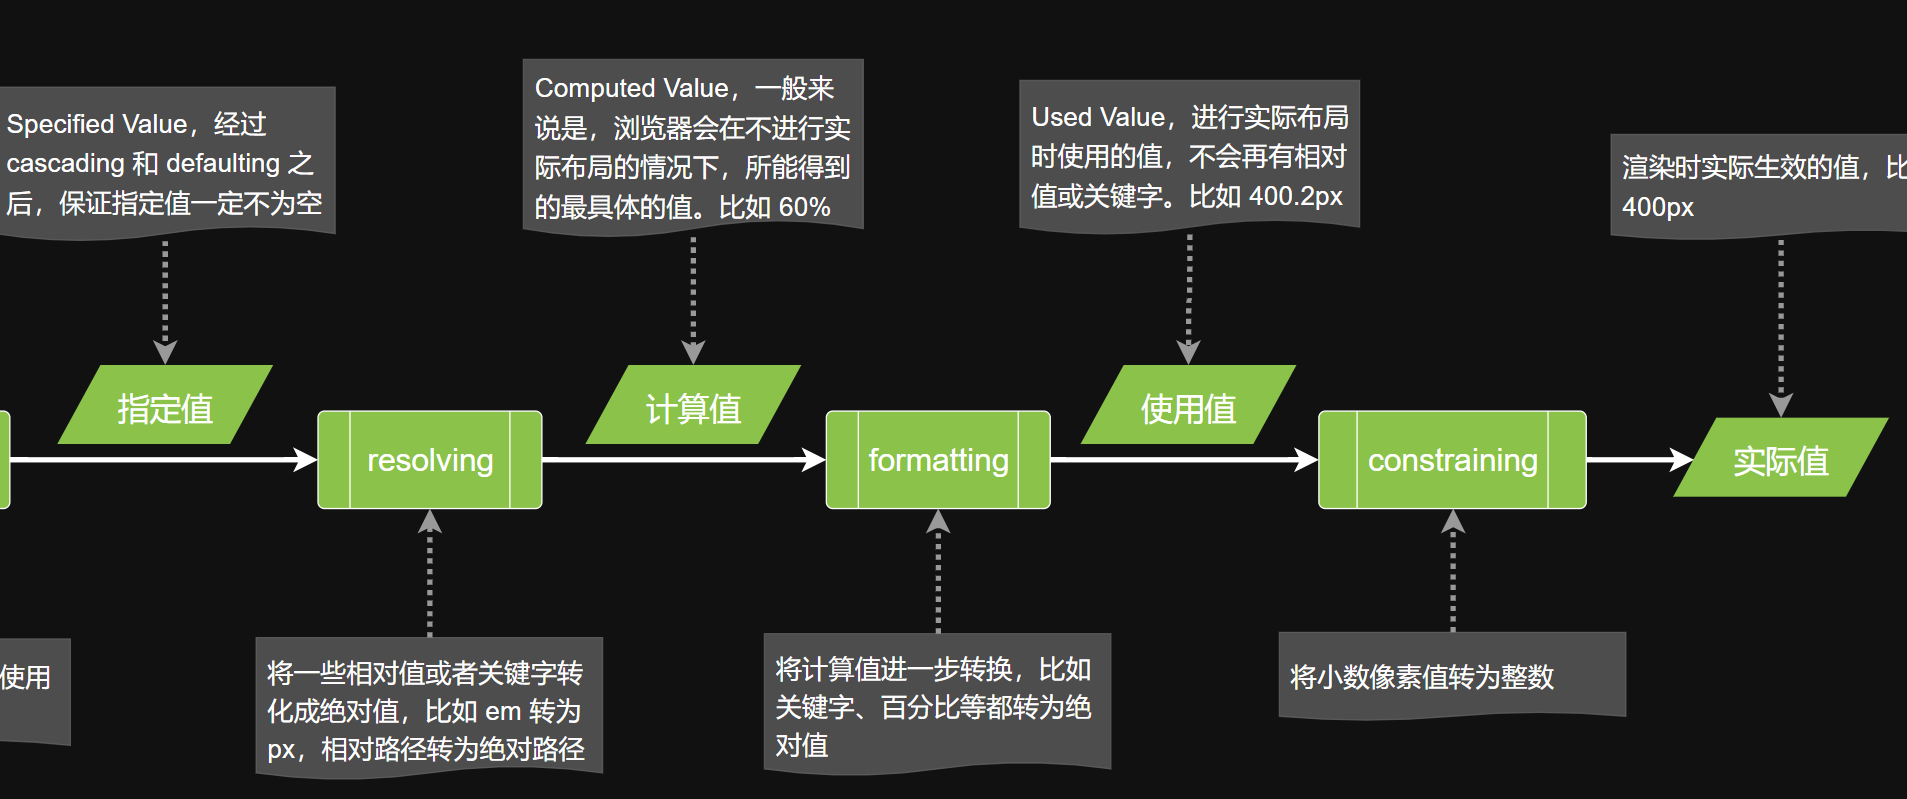 Specified Value，经过
cascading 和 defaulting 之
后，保证指定值一定不为空
Computed Value，一般来
说是，浏览器会在不进行实
际布局的情况下，所能得到
的最具体的值。比如 60%
Used Value，进行实际布局
时使用的值，不会再有相对
值或关键字。比如 400.2px
渲染时实际生效的值，比
400px
指定值
计算值
使用值
实际值
resolving
formatting
constraining
使用
将一些相对值或者关键字转
化成绝对值，比如 em 转为
px，相对路径转为绝对路径
将计算值进一步转换，比如
关键字、百分比等都转为绝
对值
将小数像素值转为整数